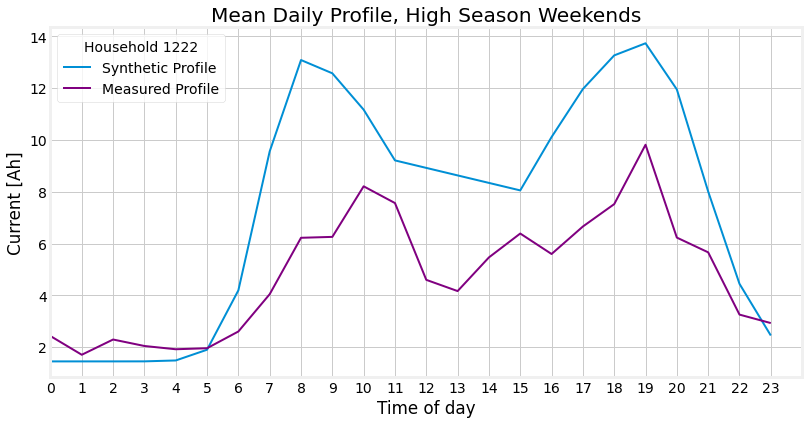 Mean Daily Profile, High Season Weekends
Household 1222
Synthetic Profile
Measured Profile
Current [Ah]
14
12
10
8
6
4
2
0 1 2 3 4 5 6 7 8 9 10 11 12 13 14 15 16 17 18 19 20 21 22 23
Time of day